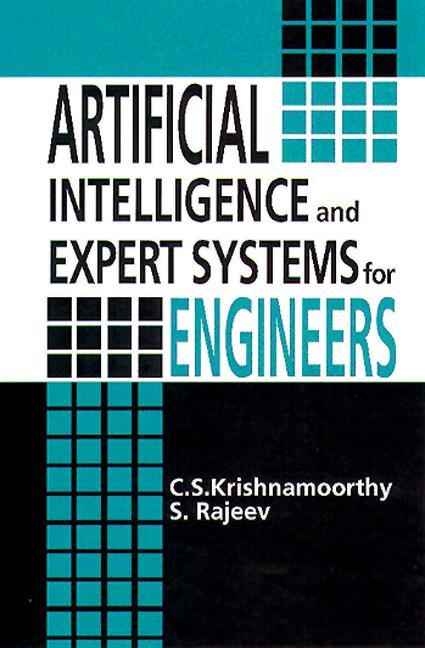 ARTIFICIAL
INTELLIGENCE and
EXPERT SYSTEMS for
ENGINEERS
C.S.Krishnamoorthy
S. Rajeev